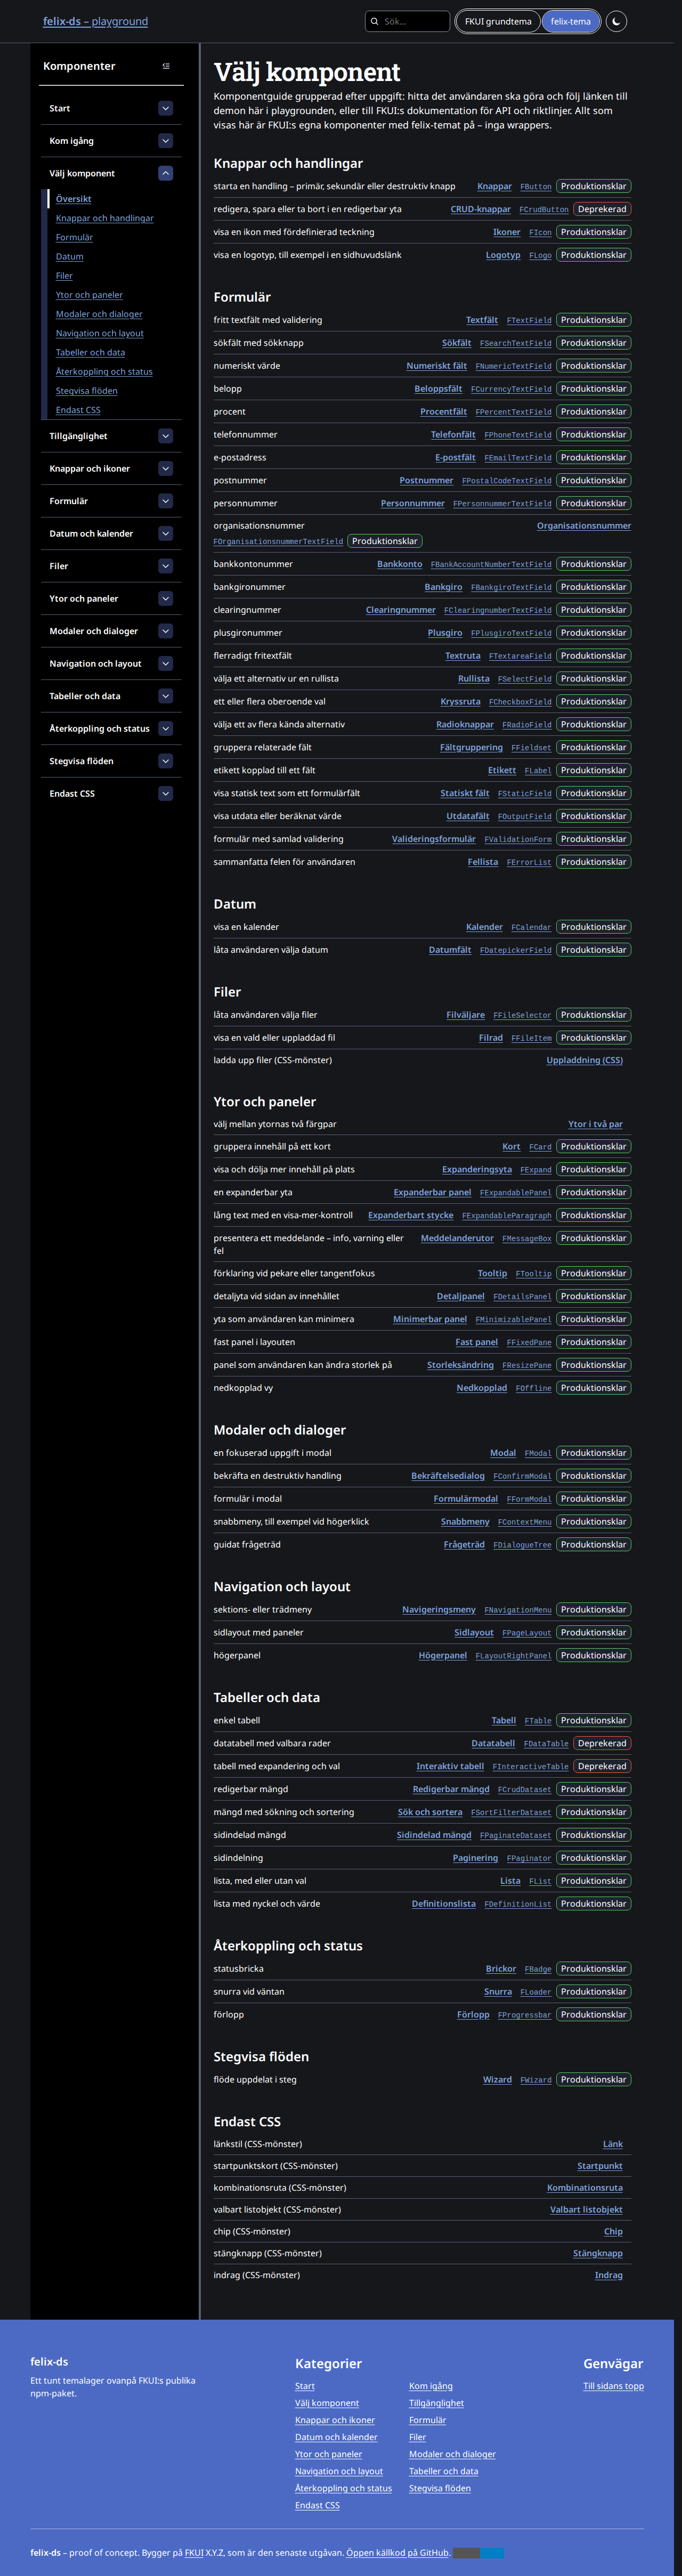 felix-ds – playground
Sök...
FKUI grundtema
felix-tema
Komponenter
Start
Kom igång
Välj komponent
Översikt
Knappar och handlingar
Formulär
Datum
Filer
Ytor och paneler
Modaler och dialoger
Navigation och layout
Tabeller och data
Återkoppling och status
Stegvisa flöden
Endast CSS
Tillgänglighet
Knappar och ikoner
Formulär
Datum och kalender
Filer
Ytor och paneler
Modaler och dialoger
Navigation och layout
Tabeller och data
Återkoppling och status
Stegvisa flöden
Endast CSS
Välj komponent
Komponentguide grupperad efter uppgift: hitta det användaren ska göra och följ länken till
demon här i playgrounden, eller till FKUI:s dokumentation för API och riktlinjer. Allt som
visas här är FKUI:s egna komponenter med felix-temat på – inga wrappers.
Knappar och handlingar
starta en handling – primär, sekundär eller destruktiv knapp Knappar FButton Produktionsklar
redigera, spara eller ta bort i en redigerbar yta CRUD-knappar FCrudButton Deprekerad
visa en ikon med fördefinierad teckning Ikoner FIcon Produktionsklar
visa en logotyp, till exempel i en sidhuvudslänk Logotyp FLogo Produktionsklar
Formulär
fritt textfält med validering Textfält FTextField Produktionsklar
sökfält med sökknapp Sökfält FSearchTextField Produktionsklar
numeriskt värde Numeriskt fält FNumericTextField Produktionsklar
belopp Beloppsfält FCurrencyTextField Produktionsklar
procent Procentfält FPercentTextField Produktionsklar
telefonnummer Telefonfält FPhoneTextField Produktionsklar
e-postadress E-postfält FEmailTextField Produktionsklar
postnummer Postnummer FPostalCodeTextField Produktionsklar
personnummer Personnummer FPersonnummerTextField Produktionsklar
organisationsnummer Organisationsnummer
FOrganisationsnummerTextField Produktionsklar
bankkontonummer Bankkonto FBankAccountNumberTextField Produktionsklar
bankgironummer Bankgiro FBankgiroTextField Produktionsklar
clearingnummer Clearingnummer FClearingnumberTextField Produktionsklar
plusgironummer Plusgiro FPlusgiroTextField Produktionsklar
flerradigt fritextfält Textruta FTextareaField Produktionsklar
välja ett alternativ ur en rullista Rullista FSelectField Produktionsklar
ett eller flera oberoende val Kryssruta FCheckboxField Produktionsklar
välja ett av flera kända alternativ Radioknappar FRadioField Produktionsklar
gruppera relaterade fält Fältgruppering FFieldset Produktionsklar
etikett kopplad till ett fält Etikett FLabel Produktionsklar
visa statisk text som ett formulärfält Statiskt fält FStaticField Produktionsklar
visa utdata eller beräknat värde Utdatafält FOutputField Produktionsklar
formulär med samlad validering Valideringsformulär FValidationForm Produktionsklar
sammanfatta felen för användaren Fellista FErrorList Produktionsklar
Datum
visa en kalender Kalender FCalendar Produktionsklar
låta användaren välja datum Datumfält FDatepickerField Produktionsklar
Filer
låta användaren välja filer Filväljare FFileSelector Produktionsklar
visa en vald eller uppladdad fil Filrad FFileItem Produktionsklar
ladda upp filer (CSS-mönster) Uppladdning (CSS)
Ytor och paneler
välj mellan ytornas två färgpar Ytor i två par
gruppera innehåll på ett kort Kort FCard Produktionsklar
visa och dölja mer innehåll på plats Expanderingsyta FExpand Produktionsklar
en expanderbar yta Expanderbar panel FExpandablePanel Produktionsklar
lång text med en visa-mer-kontroll Expanderbart stycke FExpandableParagraph Produktionsklar
presentera ett meddelande – info, varning eller Meddelanderutor FMessageBox Produktionsklar
fel
förklaring vid pekare eller tangentfokus Tooltip FTooltip Produktionsklar
detaljyta vid sidan av innehållet Detaljpanel FDetailsPanel Produktionsklar
yta som användaren kan minimera Minimerbar panel FMinimizablePanel Produktionsklar
fast panel i layouten Fast panel FFixedPane Produktionsklar
panel som användaren kan ändra storlek på Storleksändring FResizePane Produktionsklar
nedkopplad vy Nedkopplad FOffline Produktionsklar
Modaler och dialoger
en fokuserad uppgift i modal Modal FModal Produktionsklar
bekräfta en destruktiv handling Bekräftelsedialog FConfirmModal Produktionsklar
formulär i modal Formulärmodal FFormModal Produktionsklar
snabbmeny, till exempel vid högerklick Snabbmeny FContextMenu Produktionsklar
guidat frågeträd Frågeträd FDialogueTree Produktionsklar
Navigation och layout
sektions- eller trädmeny Navigeringsmeny FNavigationMenu Produktionsklar
sidlayout med paneler Sidlayout FPageLayout Produktionsklar
högerpanel Högerpanel FLayoutRightPanel Produktionsklar
Tabeller och data
enkel tabell Tabell FTable Produktionsklar
datatabell med valbara rader Datatabell FDataTable Deprekerad
tabell med expandering och val Interaktiv tabell FInteractiveTable Deprekerad
redigerbar mängd Redigerbar mängd FCrudDataset Produktionsklar
mängd med sökning och sortering Sök och sortera FSortFilterDataset Produktionsklar
sidindelad mängd Sidindelad mängd FPaginateDataset Produktionsklar
sidindelning Paginering FPaginator Produktionsklar
lista, med eller utan val Lista FList Produktionsklar
lista med nyckel och värde Definitionslista FDefinitionList Produktionsklar
Återkoppling och status
statusbricka Brickor FBadge Produktionsklar
snurra vid väntan Snurra FLoader Produktionsklar
förlopp Förlopp FProgressbar Produktionsklar
Stegvisa flöden
flöde uppdelat i steg Wizard FWizard Produktionsklar
Endast CSS
länkstil (CSS-mönster) Länk
startpunktskort (CSS-mönster) Startpunkt
kombinationsruta (CSS-mönster) Kombinationsruta
valbart listobjekt (CSS-mönster) Valbart listobjekt
chip (CSS-mönster) Chip
stängknapp (CSS-mönster) Stängknapp
indrag (CSS-mönster) Indrag
felix-ds
Ett tunt temalager ovanpå FKUI:s publika
npm-paket.
Kategorier
Start
Kom igång
Välj komponent
Tillgänglighet
Knappar och ikoner
Formulär
Datum och kalender
Filer
Ytor och paneler
Modaler och dialoger
Navigation och layout
Tabeller och data
Återkoppling och status
Stegvisa flöden
Endast CSS
Genvägar
Till sidans topp
felix-ds – proof of concept. Bygger på FKUI X.Y.Z, som är den senaste utgåvan. Öppen källkod på GitHub.